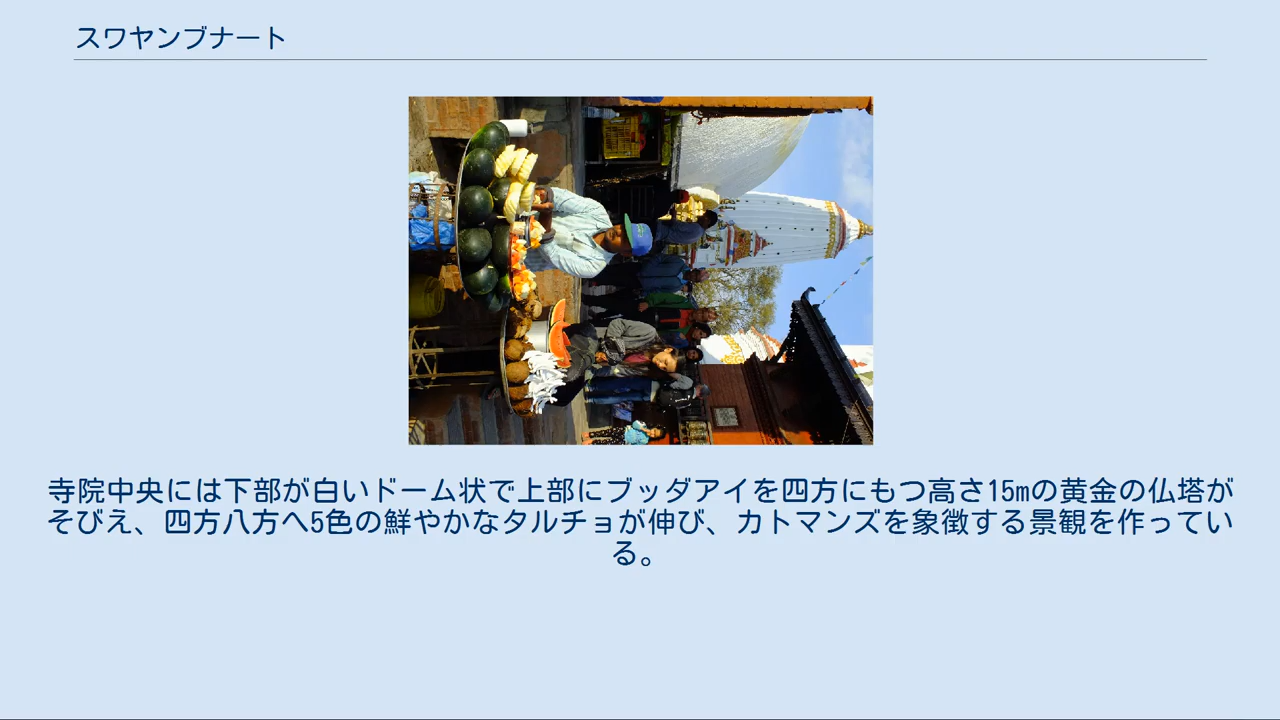 スワヤンブナート
寺院中央には下部が白いドーム状で上部にブッダアイを四方にもつ高さ15mの黄金の仏塔が
そびえ、四方八方へ5色の鮮やかなタルチョが伸び、カトマンズを象徴する景観を作ってい
る。